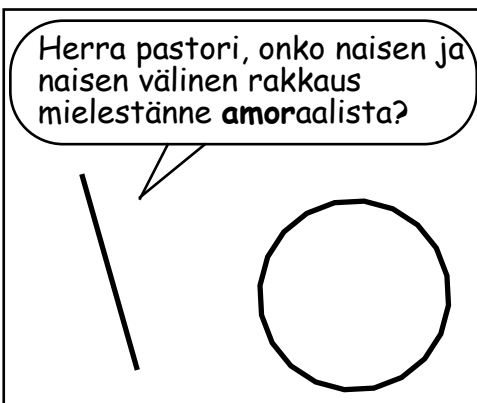 Herra pastori, onko naisen ja
naisen välinen rakkaus
mielestänne amoraalista?